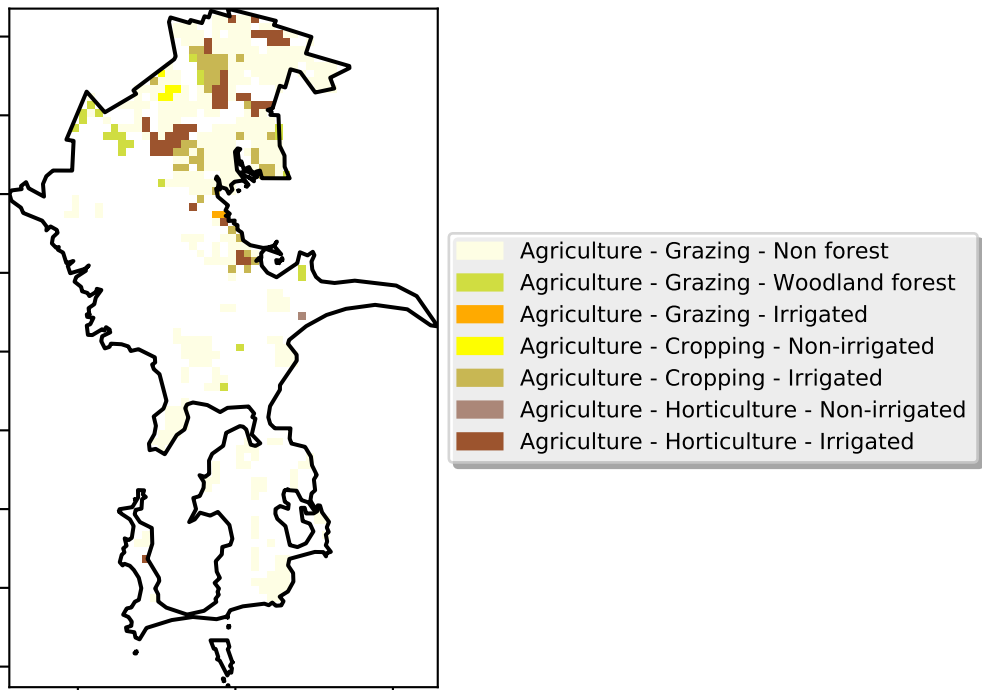 Agriculture - Grazing - Non forest
Agriculture - Grazing - Woodland forest
Agriculture - Grazing - Irrigated
Agriculture - Cropping - Non-irrigated
Agriculture - Cropping - Irrigated
Agriculture - Horticulture - Non-irrigated
Agriculture - Horticulture - Irrigated